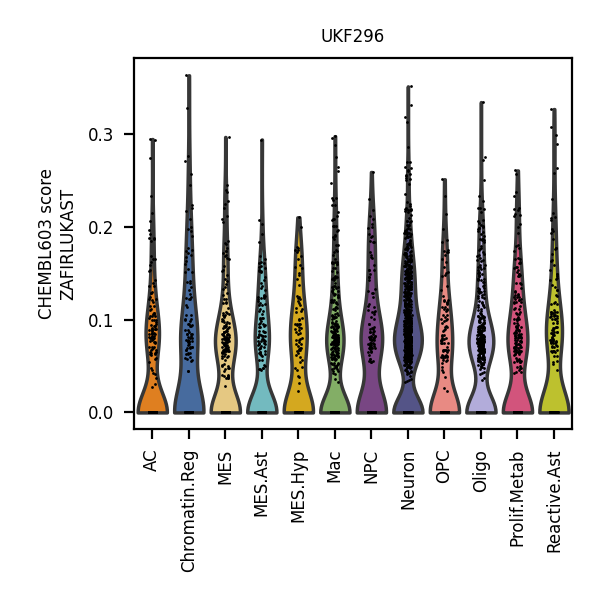 UKF296
CHEMBL603 score
ZAFIRLUKAST
0.3
0.2
0.1
0.0
AC
Chromatin.Reg
MES
MES.Ast
MES.Hyp
Mac
NPC
Neuron
OPC
Oligo
Prolif.Metab
Reactive.Ast